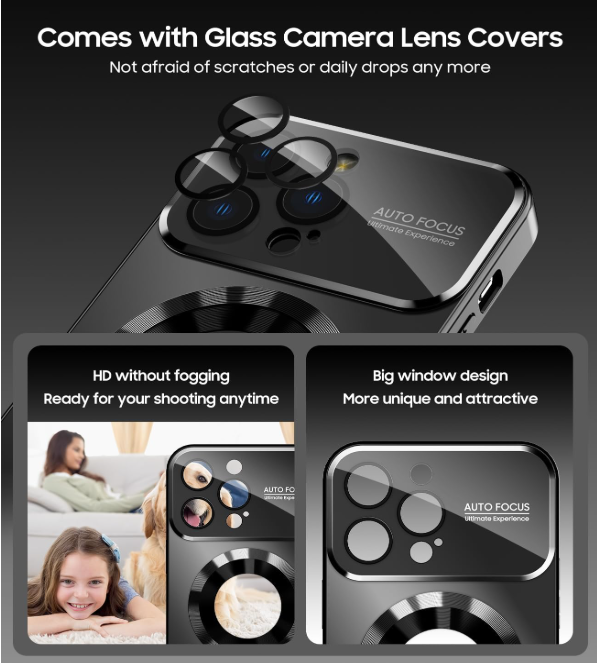 Comes with Glass Camera Lens Covers
Not afraid of scratches or daily drops any more
AUTO FOCUS
Ultimate Experience
HD without fogging
Ready for your shooting anytime
AUTO FO
Ultimate Expe
Big window design
More unique and attractive
AUTO FOCUS
Ultimate Experience